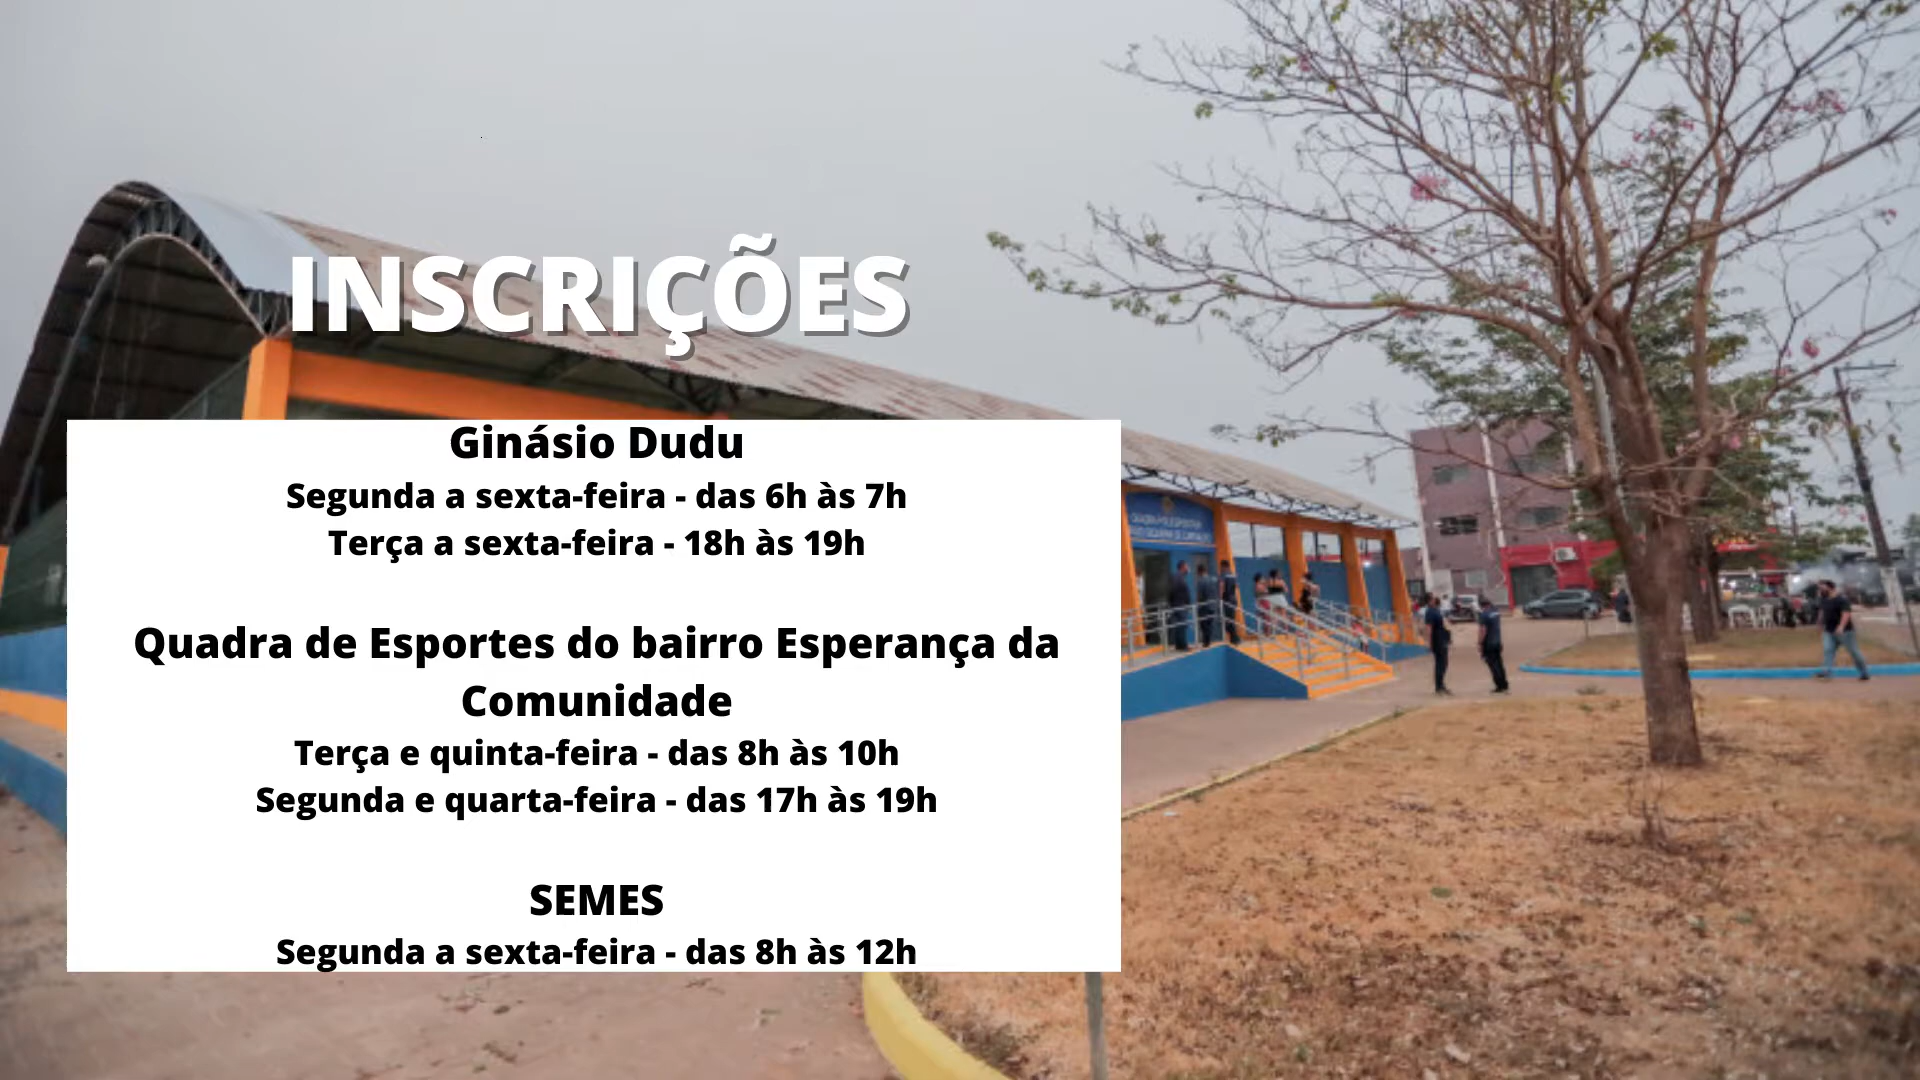 INSCRIÇÕES
Ginásio Dudu
Segunda a sexta-feira - das 6h às 7h
Terça a sexta-feira - 18h às 19h
Quadra de Esportes do bairro Esperança da
Comunidade
Terça e quinta-feira - das 8h às 10h
Segunda e quarta-feira - das 17h às 19h
SEMES
Segunda a sexta-feira - das 8h às 12h